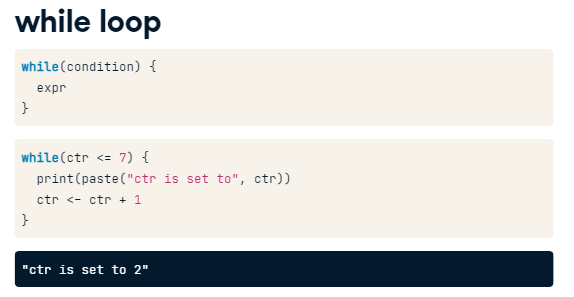 while loop
while(condition) {
  expr
}
while(ctr <= 7) {
  print(paste("ctr is set to", ctr))
  ctr <- ctr + 1
}
"ctr is set to 2"